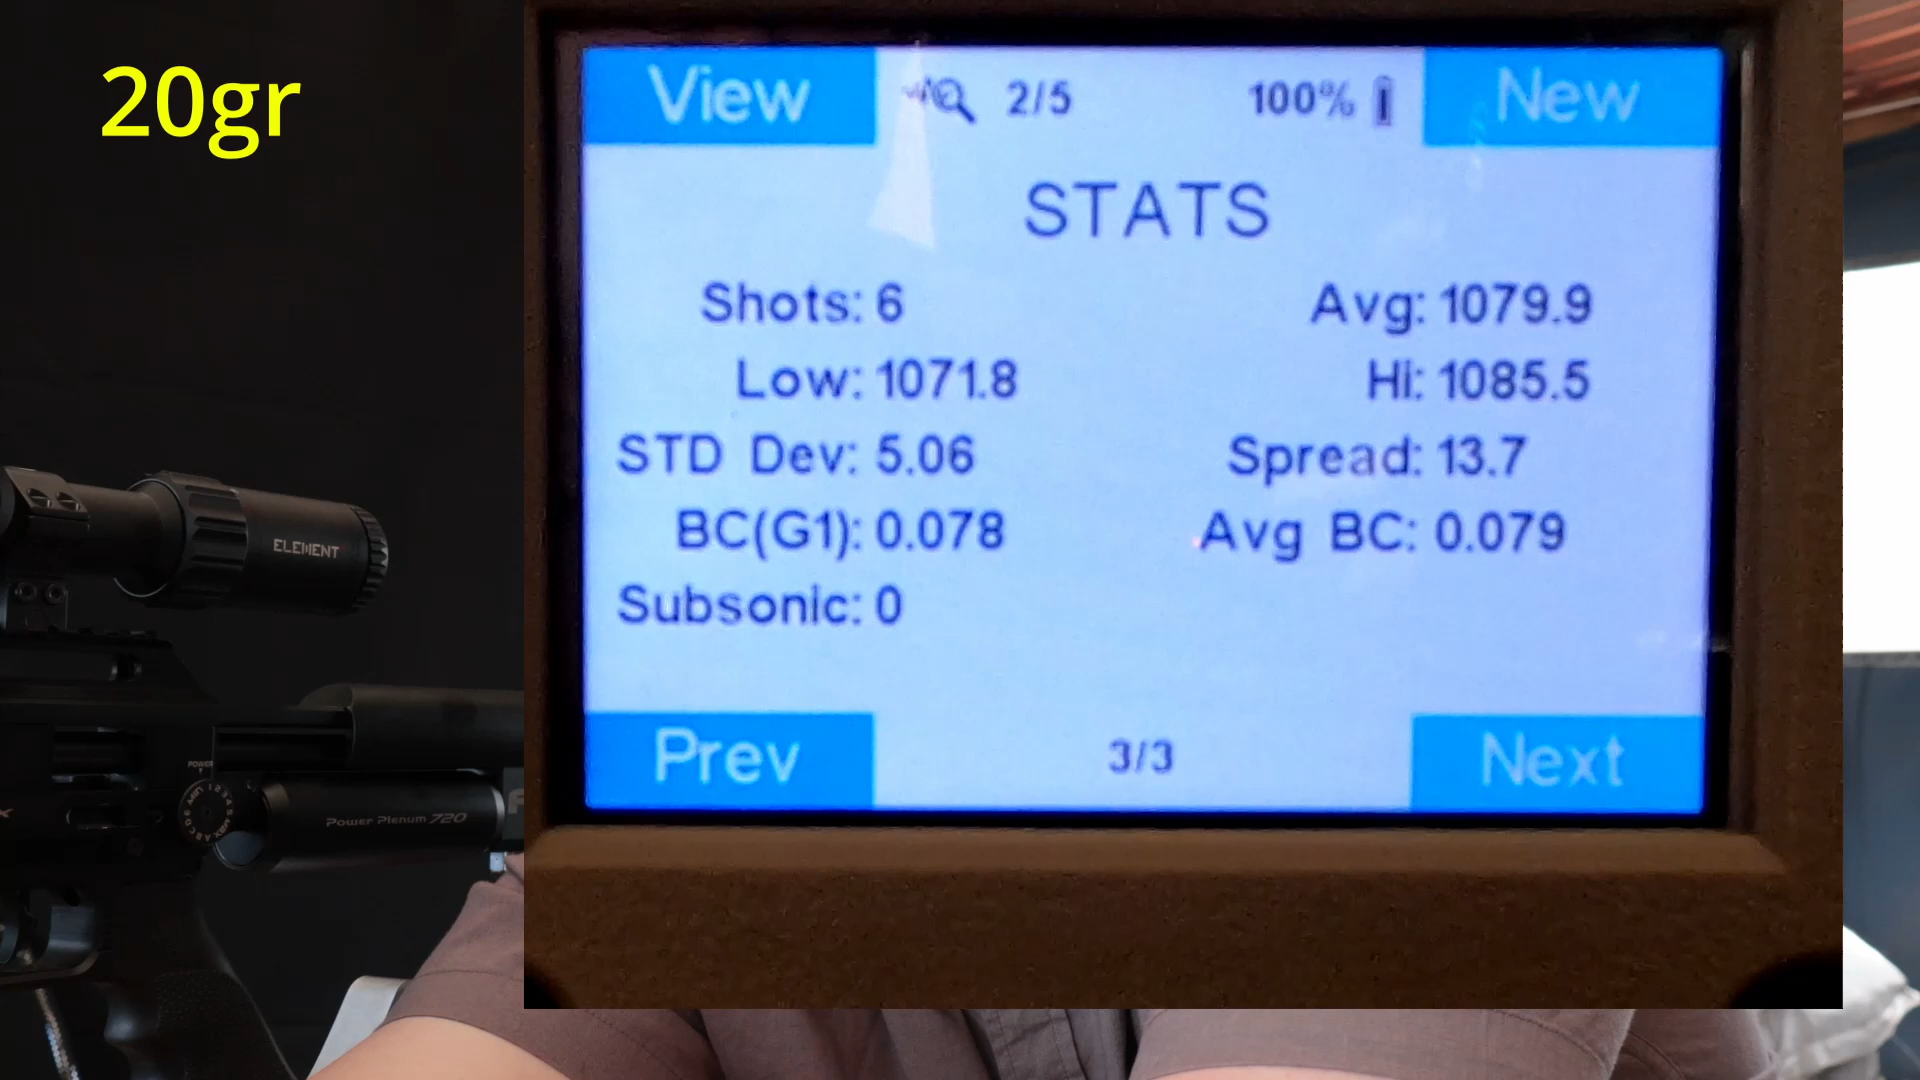 20gr
View 2/5 100% New
STATS
Shots: 6 Avg: 1079.9
Low: 1071.8 Hi: 1085.5
STD Dev: 5.06 Spread: 13.7
BC(G1): 0.078 Avg BC: 0.079
Subsonic: 0
Prev 3/3 Next
ELEMENT
POWER
Power Plenum 720